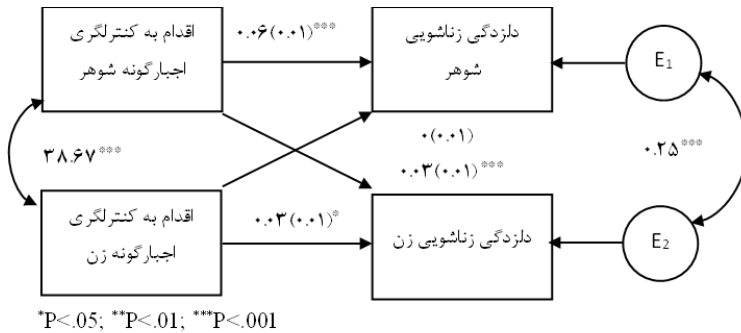 اقدام به کنترلگری
اجبارگونه شوهر
۰.۰۶(۰.۰۱)***
دلزدگی زناشویی
شوهر
E₁
۳۸.۶۷***
۰(۰.۰۱)
۰.۰۳(۰.۰۱)***
۰.۲۵***
اقدام به کنترلگری
اجبارگونه زن
۰.۰۳(۰.۰۱)*
دلزدگی زناشویی زن
E₂
*P<.05; **P<.01; ***P<.001